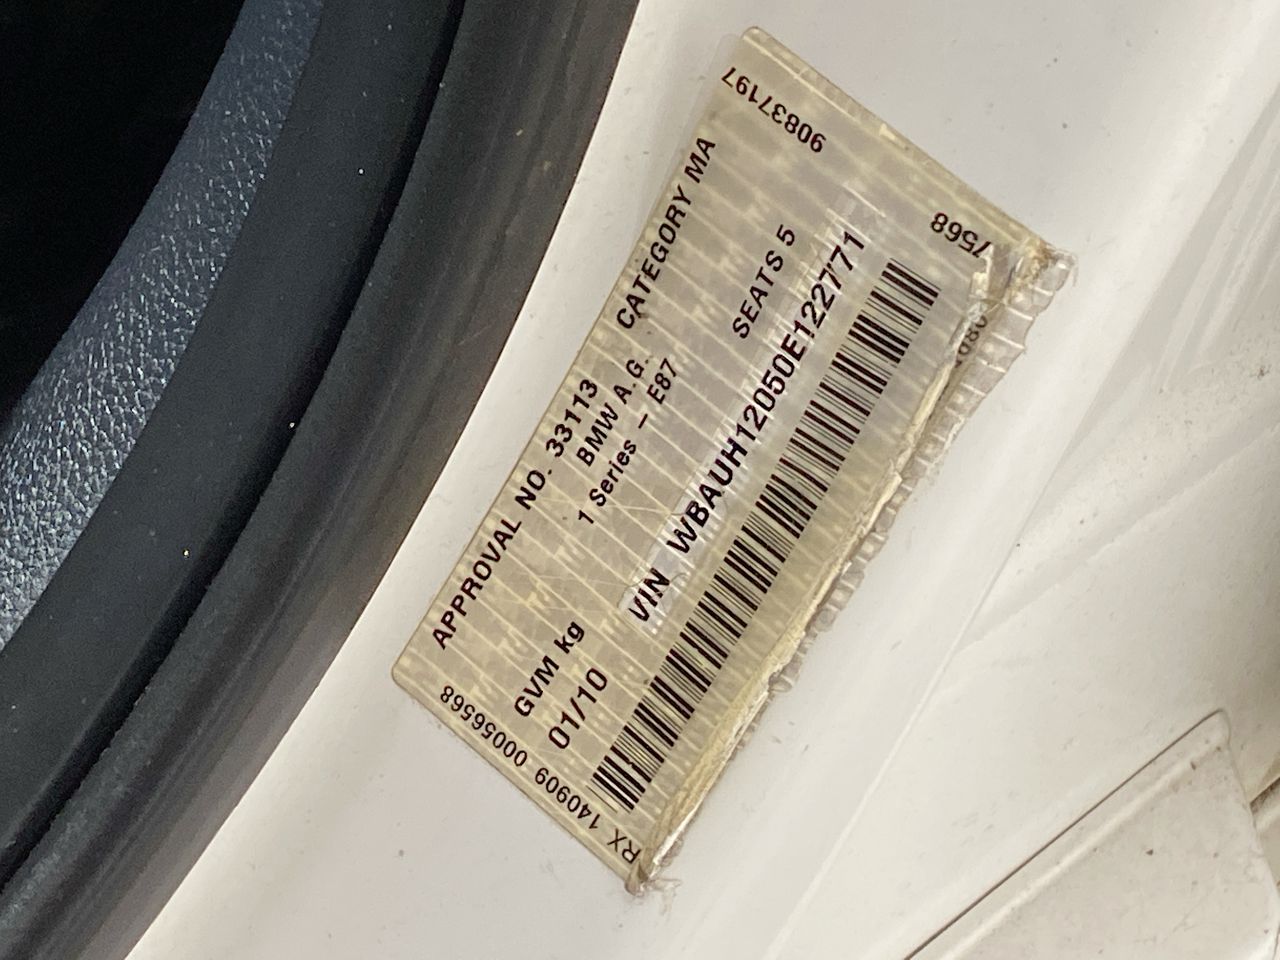 APPROVAL NO. 33113 CATEGORY MA
BMW A.G.
1 Series – E87
GVM kg SEATS 5
01/10
VIN WBAUH12050E122771
RX 140909 00056568
90837197
7568